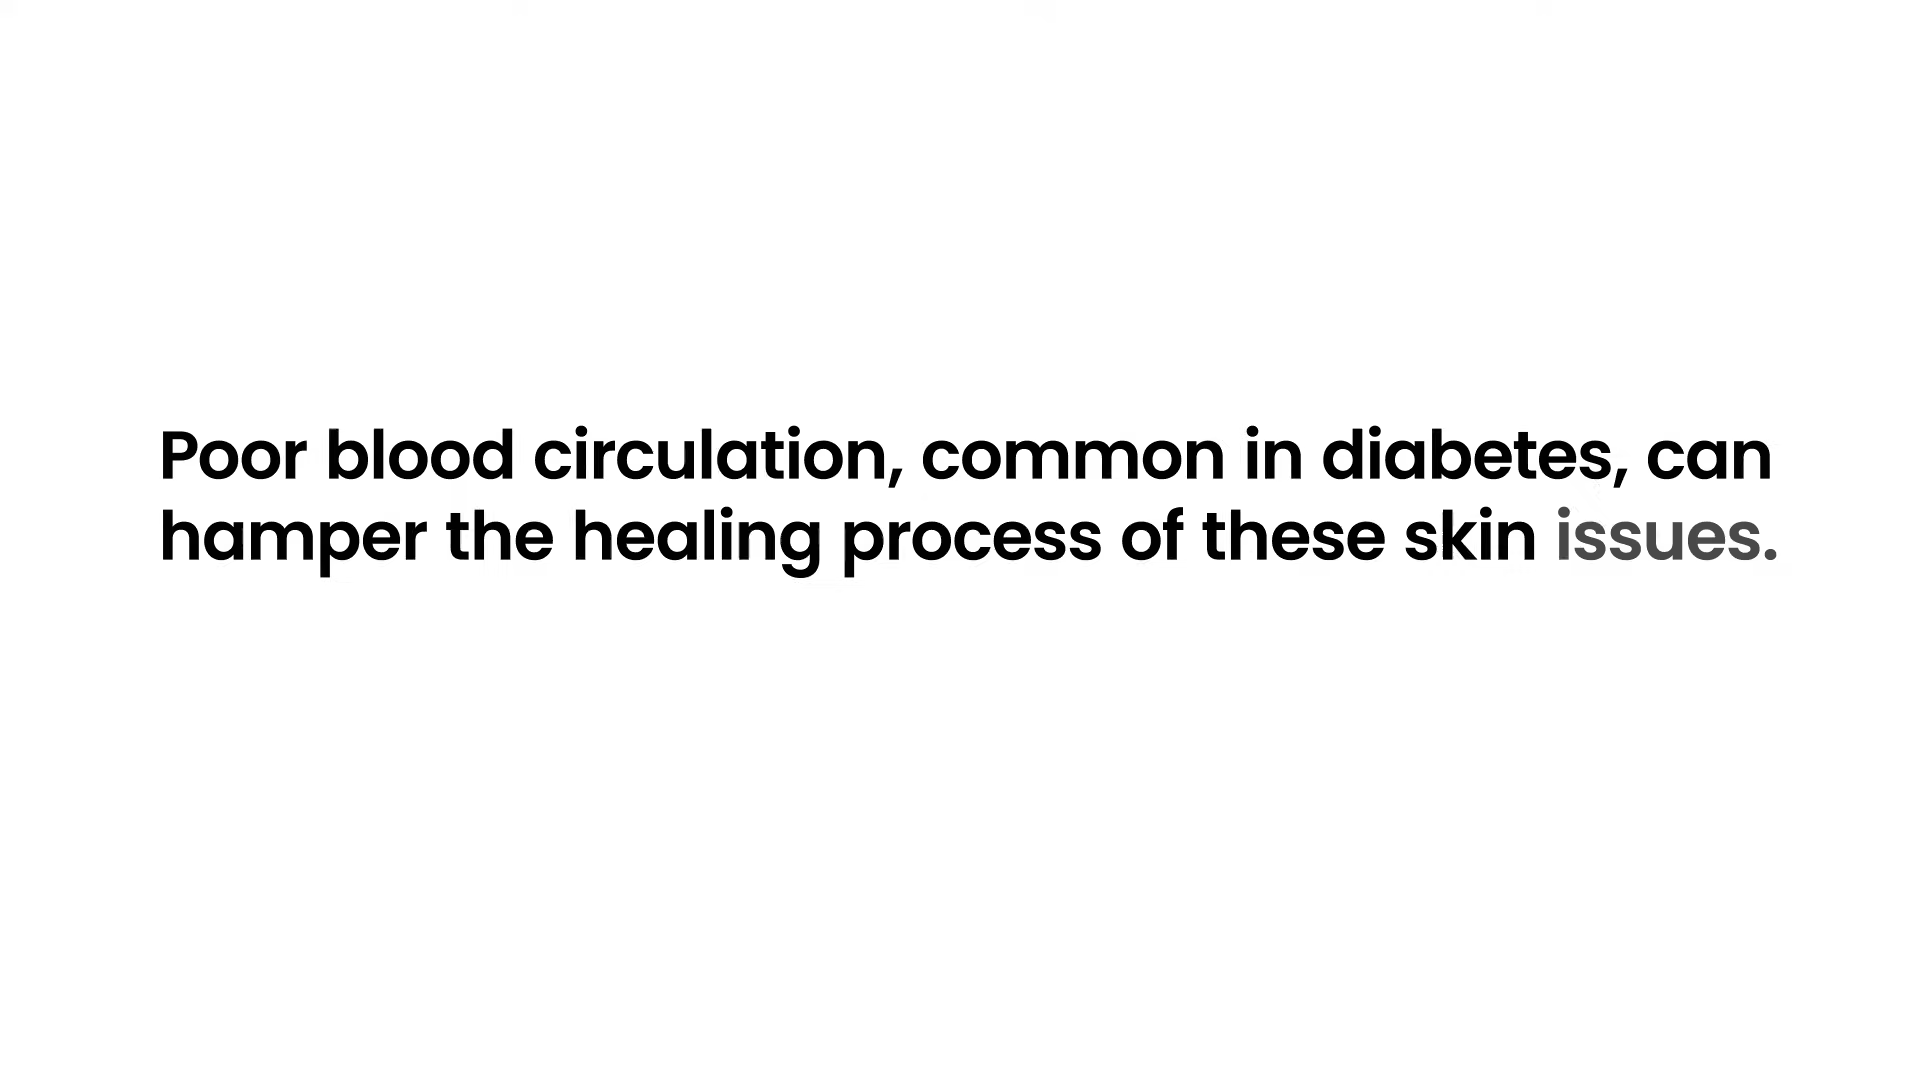 Poor blood circulation, common in diabetes, can
hamper the healing process of these skin issues.